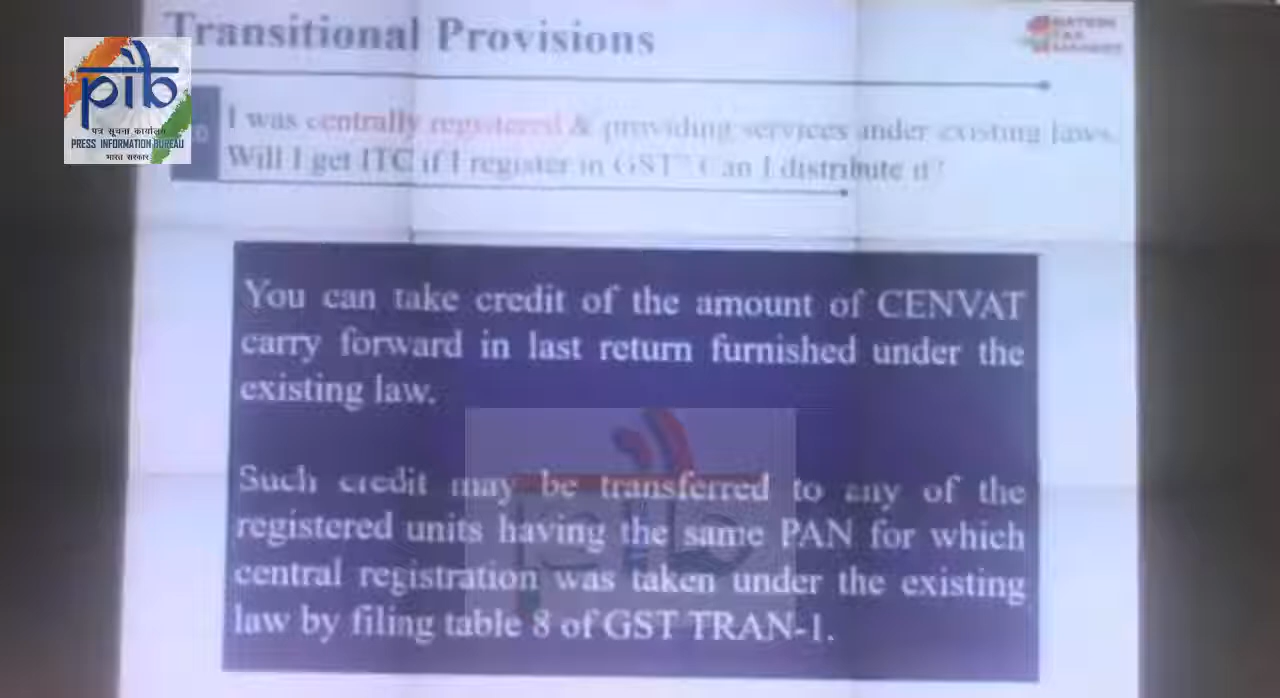 Transitional Provisions
NATION
TAX
MARKET
पत्र सूचना कार्यालय
PRESS INFORMATION BUREAU
भारत सरकार
I was centrally registered & providing services under existing laws.
Will I get ITC if I register in GST? Can I distribute it?
You can take credit of the amount of CENVAT
carry forward in last return furnished under the
existing law.
Such credit may be transferred to any of the
registered units having the same PAN for which
central registration was taken under the existing
law by filing table 8 of GST TRAN-1.